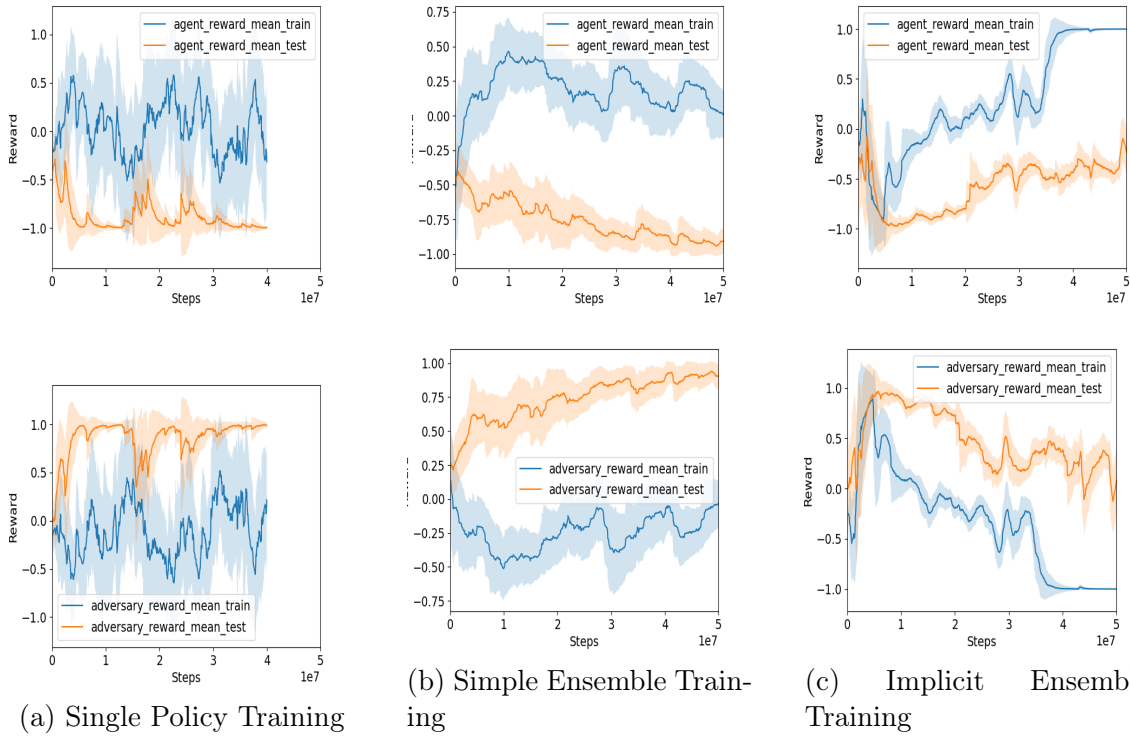 agent_reward_mean_train
agent_reward_mean_test
Reward
1.0
0.5
0.0
−0.5
−1.0
0 1 2 3 4 5
1e7
Steps
agent_reward_mean_train
agent_reward_mean_test
0.75
0.50
0.25
0.00
−0.25
−0.50
−0.75
−1.00
0 1 2 3 4 50
1e7
Steps
agent_reward_mean_train
agent_reward_mean_test
Reward
1.0
0.5
0.0
−0.5
−1.0
0 1 2 3 4 50
1e7
Steps
adversary_reward_mean_train
adversary_reward_mean_test
Reward
1.0
0.5
0.0
−0.5
−1.0
0 1 2 3 4 5
1e7
Steps
adversary_reward_mean_train
adversary_reward_mean_test
1.00
0.75
0.50
0.25
0.00
−0.25
−0.50
−0.75
0 1 2 3 4 50
1e7
Steps
adversary_reward_mean_train
adversary_reward_mean_test
Reward
1.0
0.5
0.0
−0.5
−1.0
1 2 3 4 5
1e7
Steps
(a) Single Policy Training
(b) Simple Ensemble Train-
ing
(c) Implicit Ensemb
Training